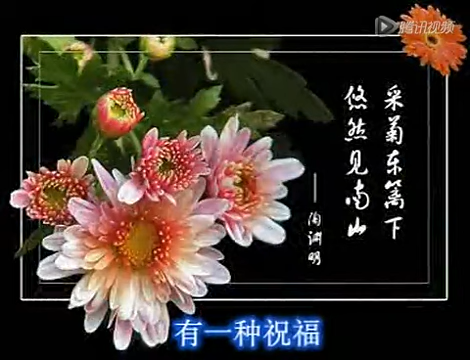 腾讯视频
采菊东篱下
悠然见南山
——陶渊明
有一种祝福